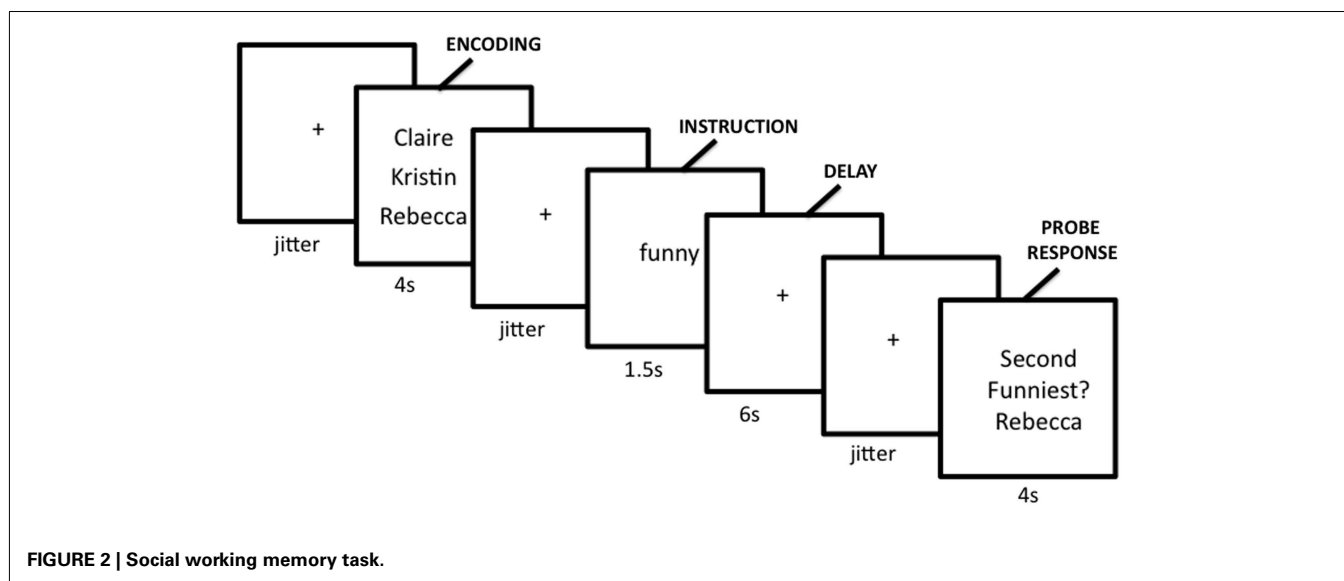 ENCODING
+
Claire
Kristin
Rebecca
jitter
4s
INSTRUCTION
+
funny
jitter
1.5s
DELAY
+
6s
+
jitter
PROBE
RESPONSE
Second
Funniest?
Rebecca
4s
FIGURE 2 | Social working memory task.